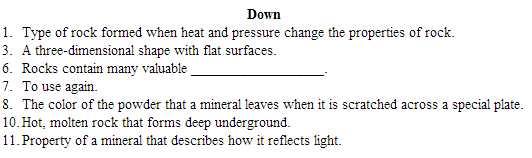 Down
1. Type of rock formed when heat and pressure change the properties of rock.
3. A three-dimensional shape with flat surfaces.
6. Rocks contain many valuable ____________________.
7. To use again.
8. The color of the powder that a mineral leaves when it is scratched across a special plate.
10. Hot, molten rock that forms deep underground.
11. Property of a mineral that describes how it reflects light.